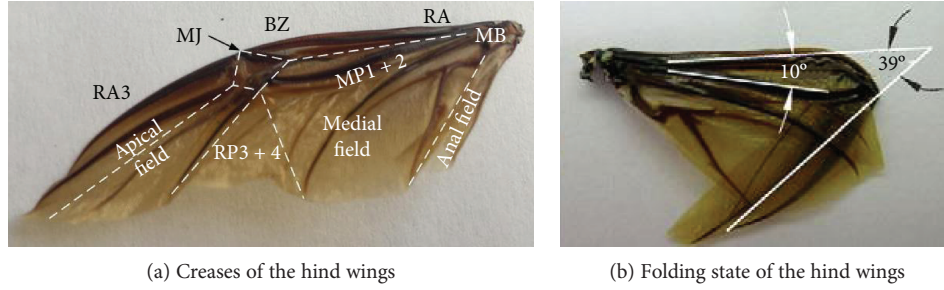 BZ
RA
MJ
MB
MP1 + 2
RA3
Apical
field
RP3 + 4
Medial
field
Anal field
10°
39°
(a) Creases of the hind wings
(b) Folding state of the hind wings